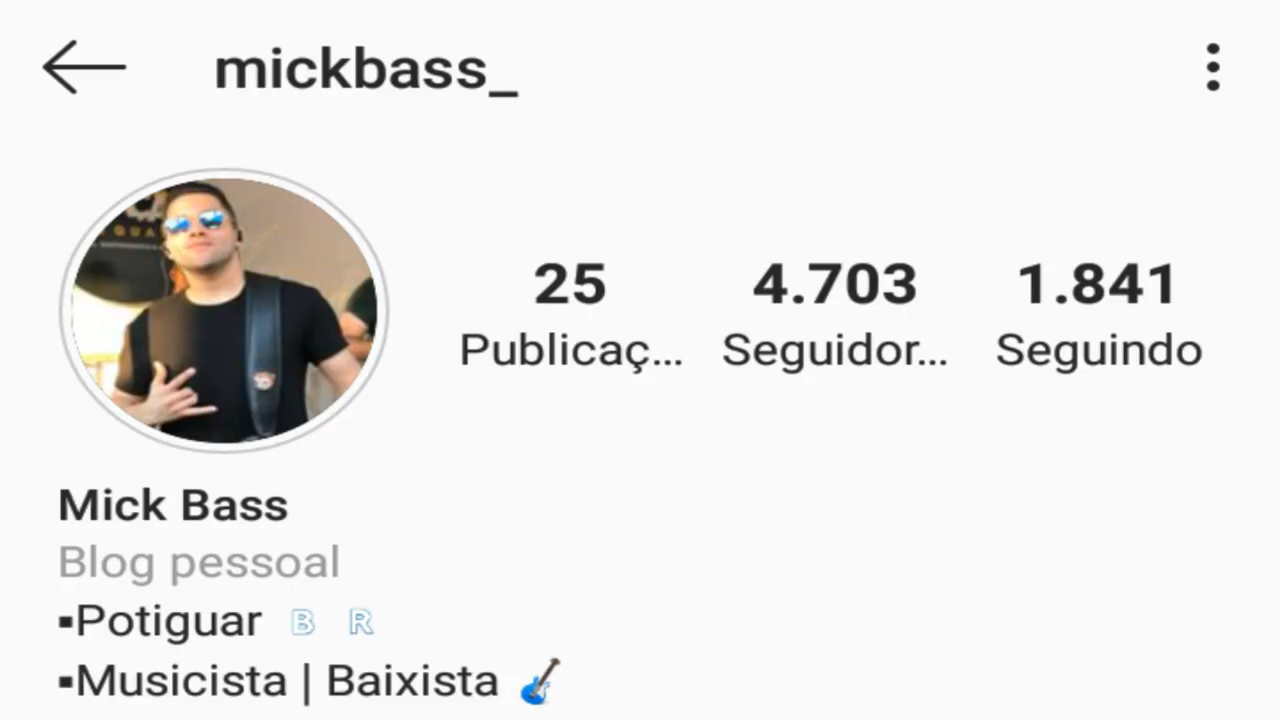 mickbass_
25 4.703 1.841
Publicaç... Seguidor... Seguindo
Mick Bass
Blog pessoal
▪Potiguar 🇧 🇷
▪Musicista | Baixista 🎸